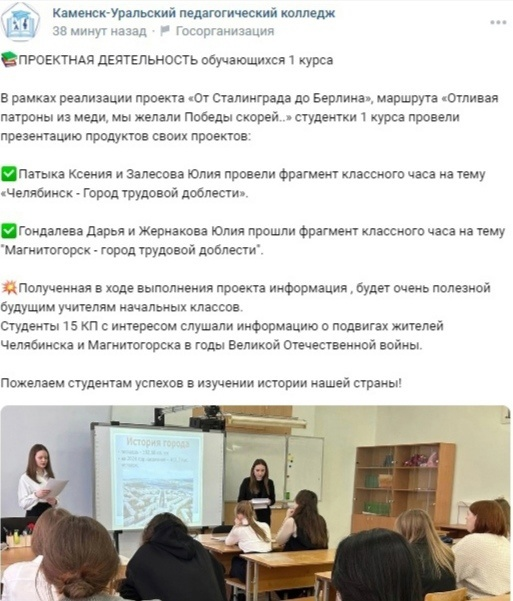 Каменск-Уральский педагогический колледж
38 минут назад · Госорганизация
ПРОЕКТНАЯ ДЕЯТЕЛЬНОСТЬ обучающихся 1 курса
В рамках реализации проекта «От Сталинграда до Берлина», маршрута «Отливая
патроны из меди, мы желали Победы скорей..» студентки 1 курса провели
презентацию продуктов своих проектов:
Патыка Ксения и Залесова Юлия провели фрагмент классного часа на тему
«Челябинск - Город трудовой доблести».
Гондалева Дарья и Жернакова Юлия прошли фрагмент классного часа на тему
"Магнитогорск - город трудовой доблести".
Полученная в ходе выполнения проекта информация , будет очень полезной
будущим учителям начальных классов.
Студенты 15 КП с интересом слушали информацию о подвигах жителей
Челябинска и Магнитогорска в годы Великой Отечественной войны.
Пожелаем студентам успехов в изучении истории нашей страны!
История города